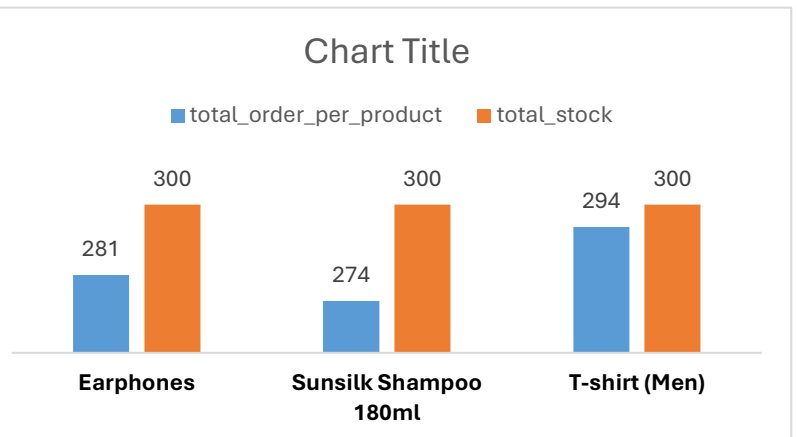 Chart Title
total_order_per_product total_stock
300 300 300
281 274 294
Earphones Sunsilk Shampoo 180ml T-shirt (Men)